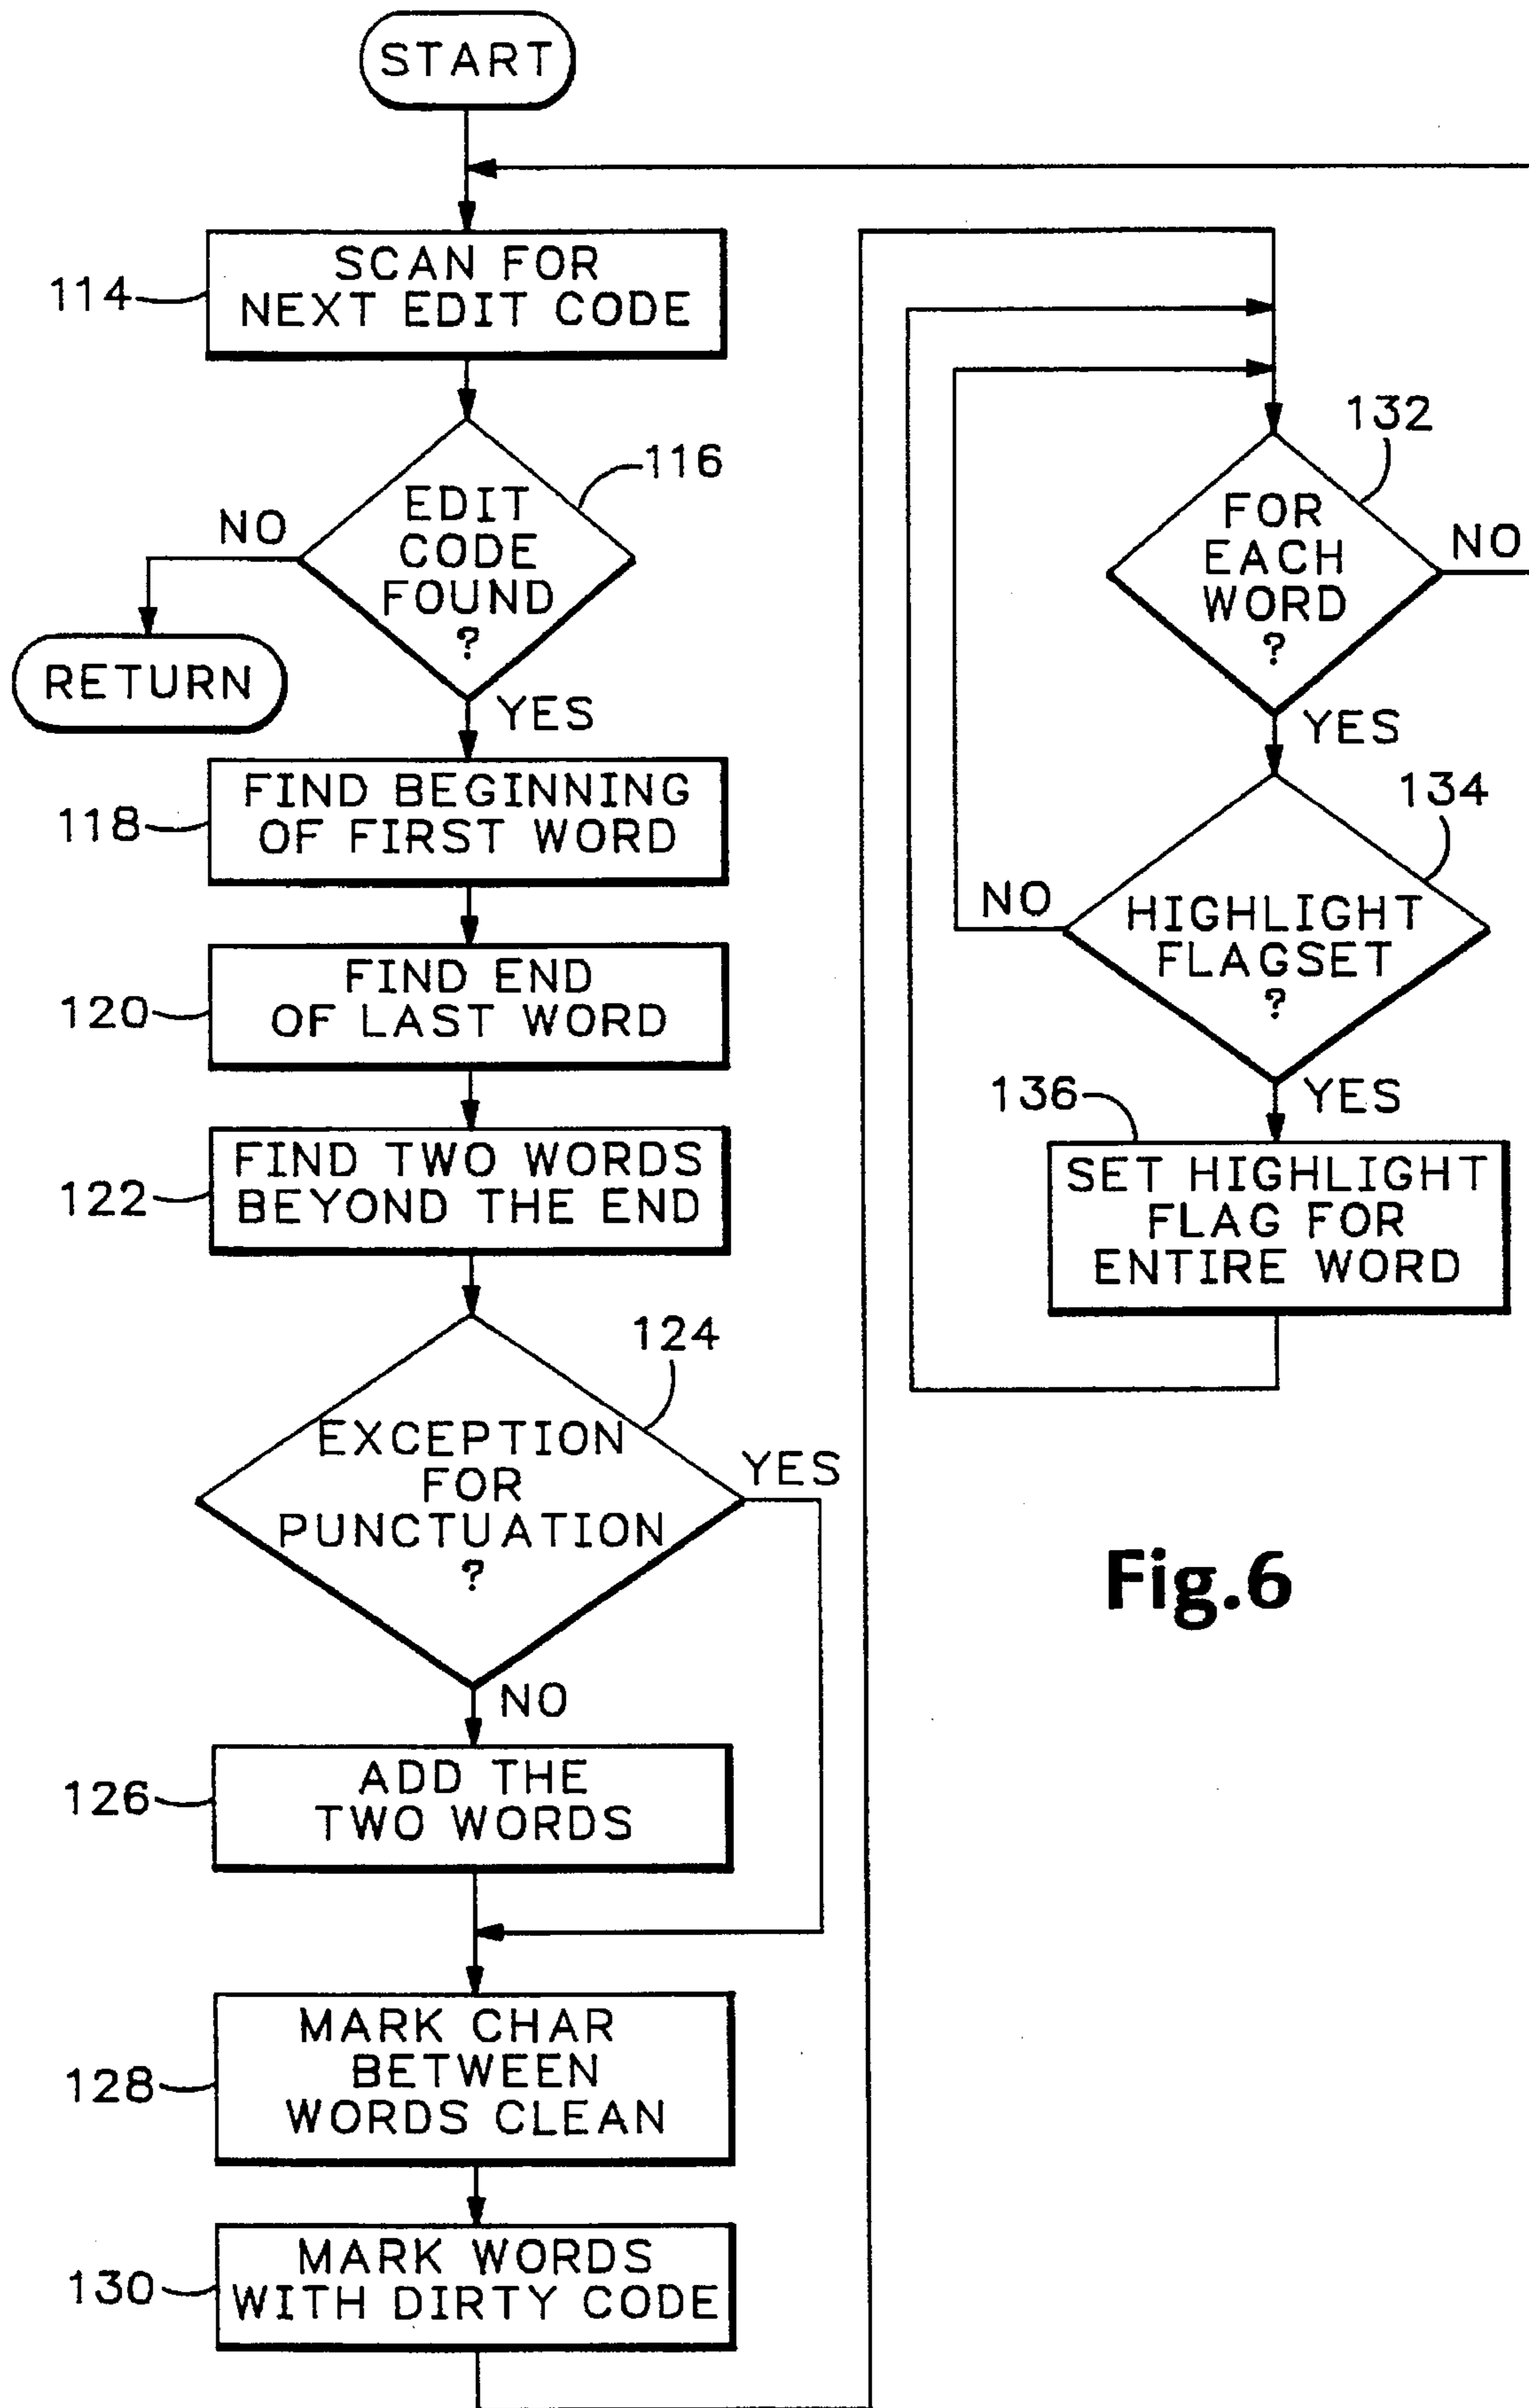 START
SCAN FOR
NEXT EDIT CODE
114
116
EDIT
CODE
FOUND
?
NO
RETURN
YES
FIND BEGINNING
OF FIRST WORD
118
FIND END
OF LAST WORD
120
FIND TWO WORDS
BEYOND THE END
122
124
EXCEPTION
FOR
PUNCTUATION
?
YES
NO
ADD THE
TWO WORDS
126
MARK CHAR
BETWEEN
WORDS CLEAN
128
MARK WORDS
WITH DIRTY CODE
130
132
FOR
EACH
WORD
?
NO
YES
134
HIGHLIGHT
FLAGSET
?
NO
YES
136
SET HIGHLIGHT
FLAG FOR
ENTIRE WORD
Fig.6